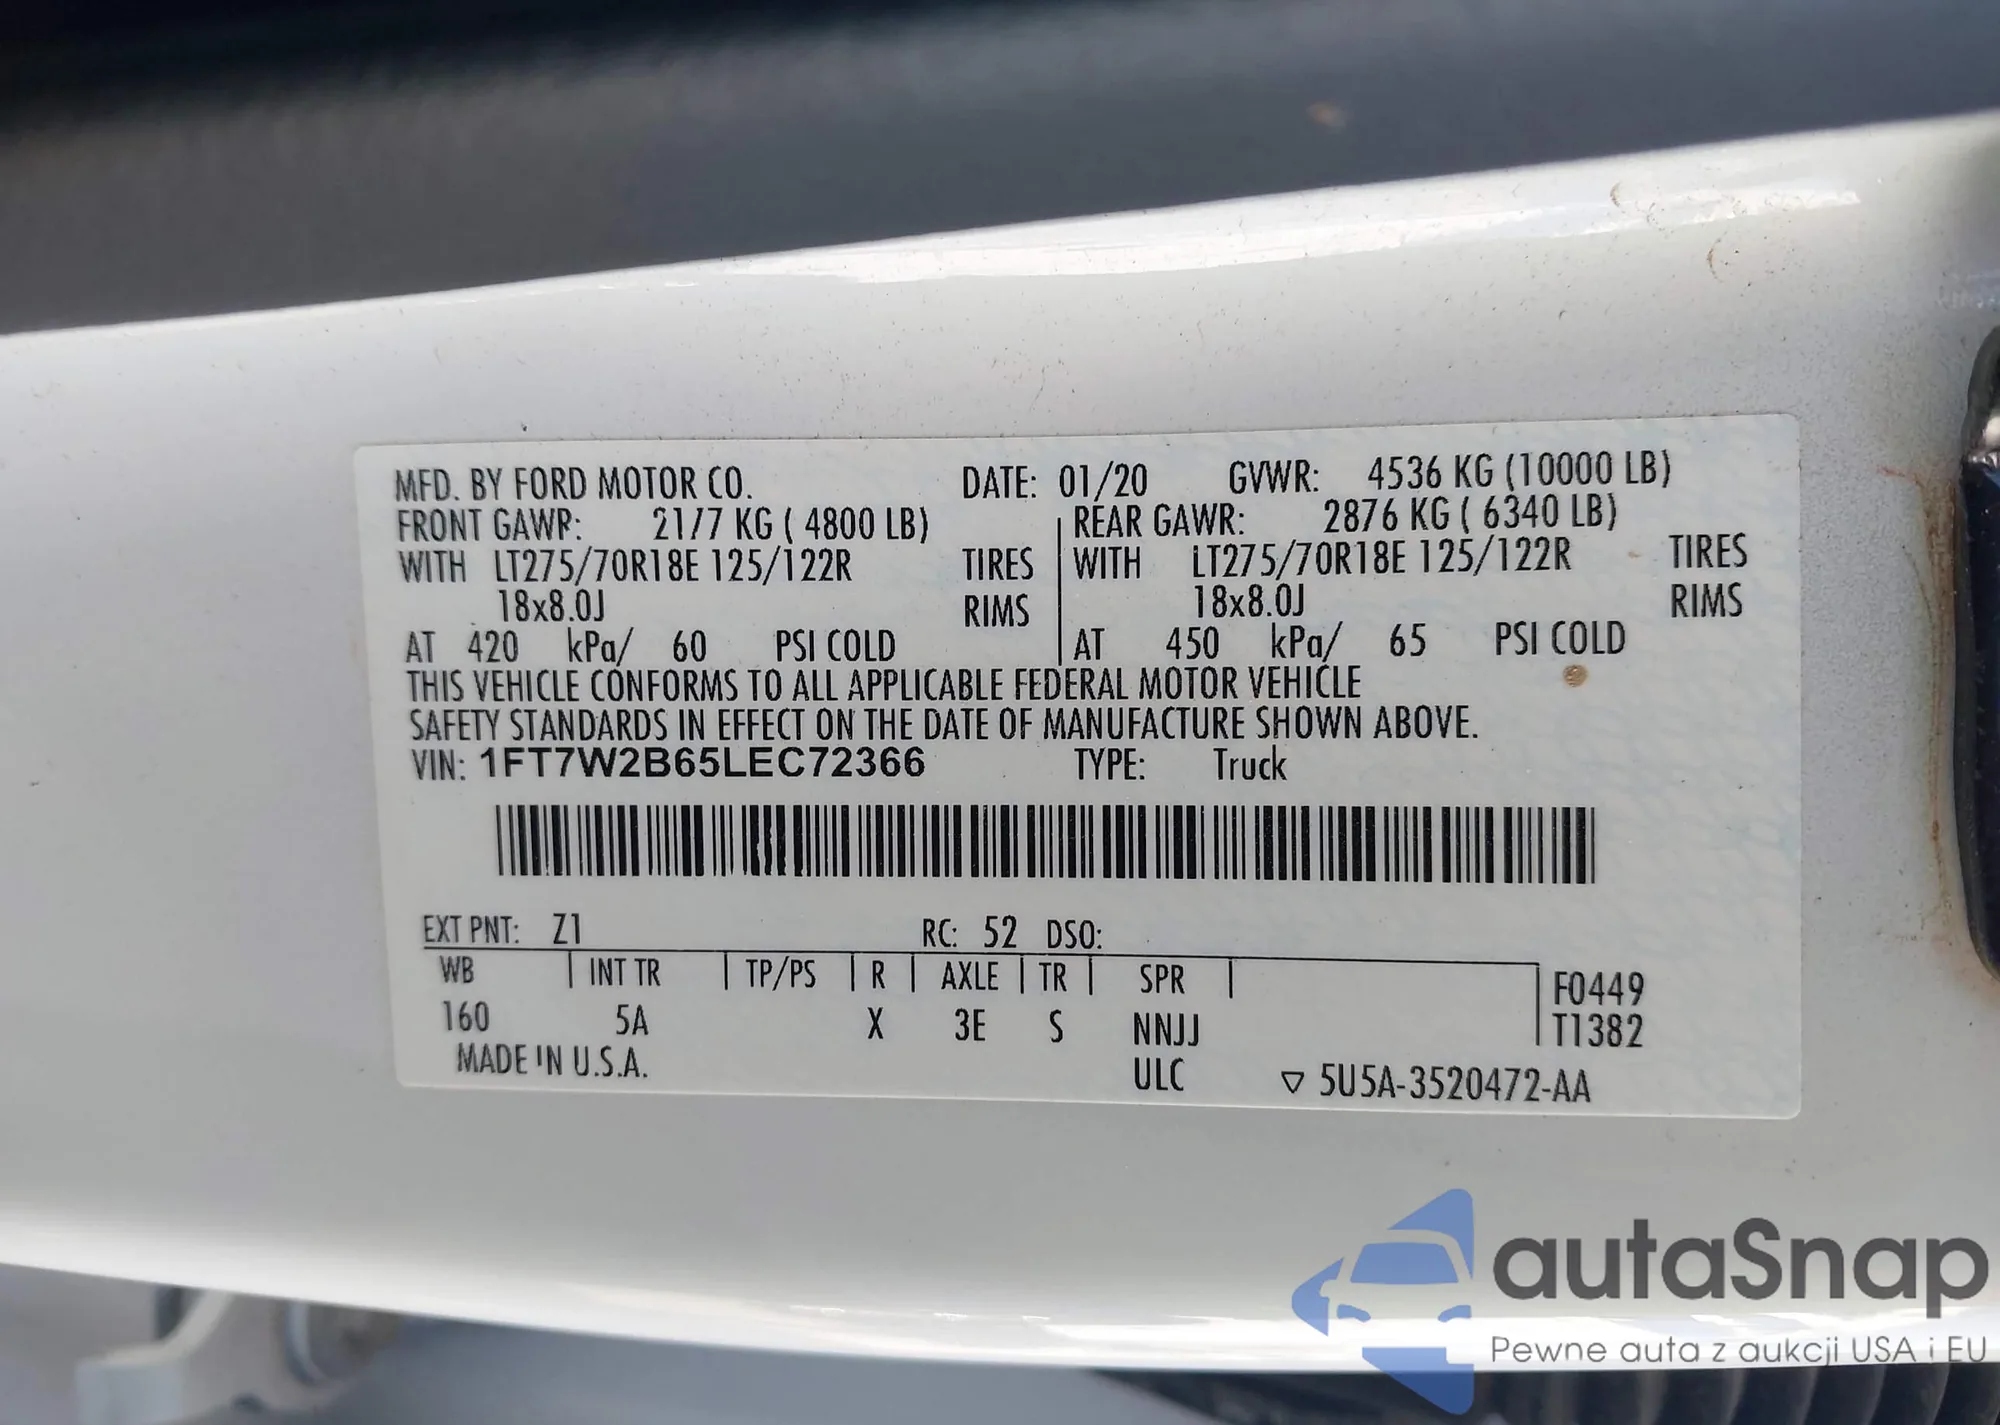 MFD. BY FORD MOTOR CO. DATE: 01/20 GVWR: 4536 KG (10000 LB)
FRONT GAWR: 2177 KG ( 4800 LB) REAR GAWR: 2876 KG ( 6340 LB)
WITH LT275/70R18E 125/122R TIRES WITH LT275/70R18E 125/122R TIRES
18x8.0J RIMS 18x8.0J RIMS
AT 420 kPa/ 60 PSI COLD AT 450 kPa/ 65 PSI COLD
THIS VEHICLE CONFORMS TO ALL APPLICABLE FEDERAL MOTOR VEHICLE
SAFETY STANDARDS IN EFFECT ON THE DATE OF MANUFACTURE SHOWN ABOVE.
VIN: 1FT7W2B65LEC72366 TYPE: Truck
EXT PNT: Z1 RC: 52 DSO:
WB INT TR TP/PS R AXLE TR SPR F0449
160 5A X 3E S NNJJ T1382
MADE IN U.S.A. ULC ▽ 5U5A-3520472-AA
autaSnap
Pewne auta z aukcji USA i EU